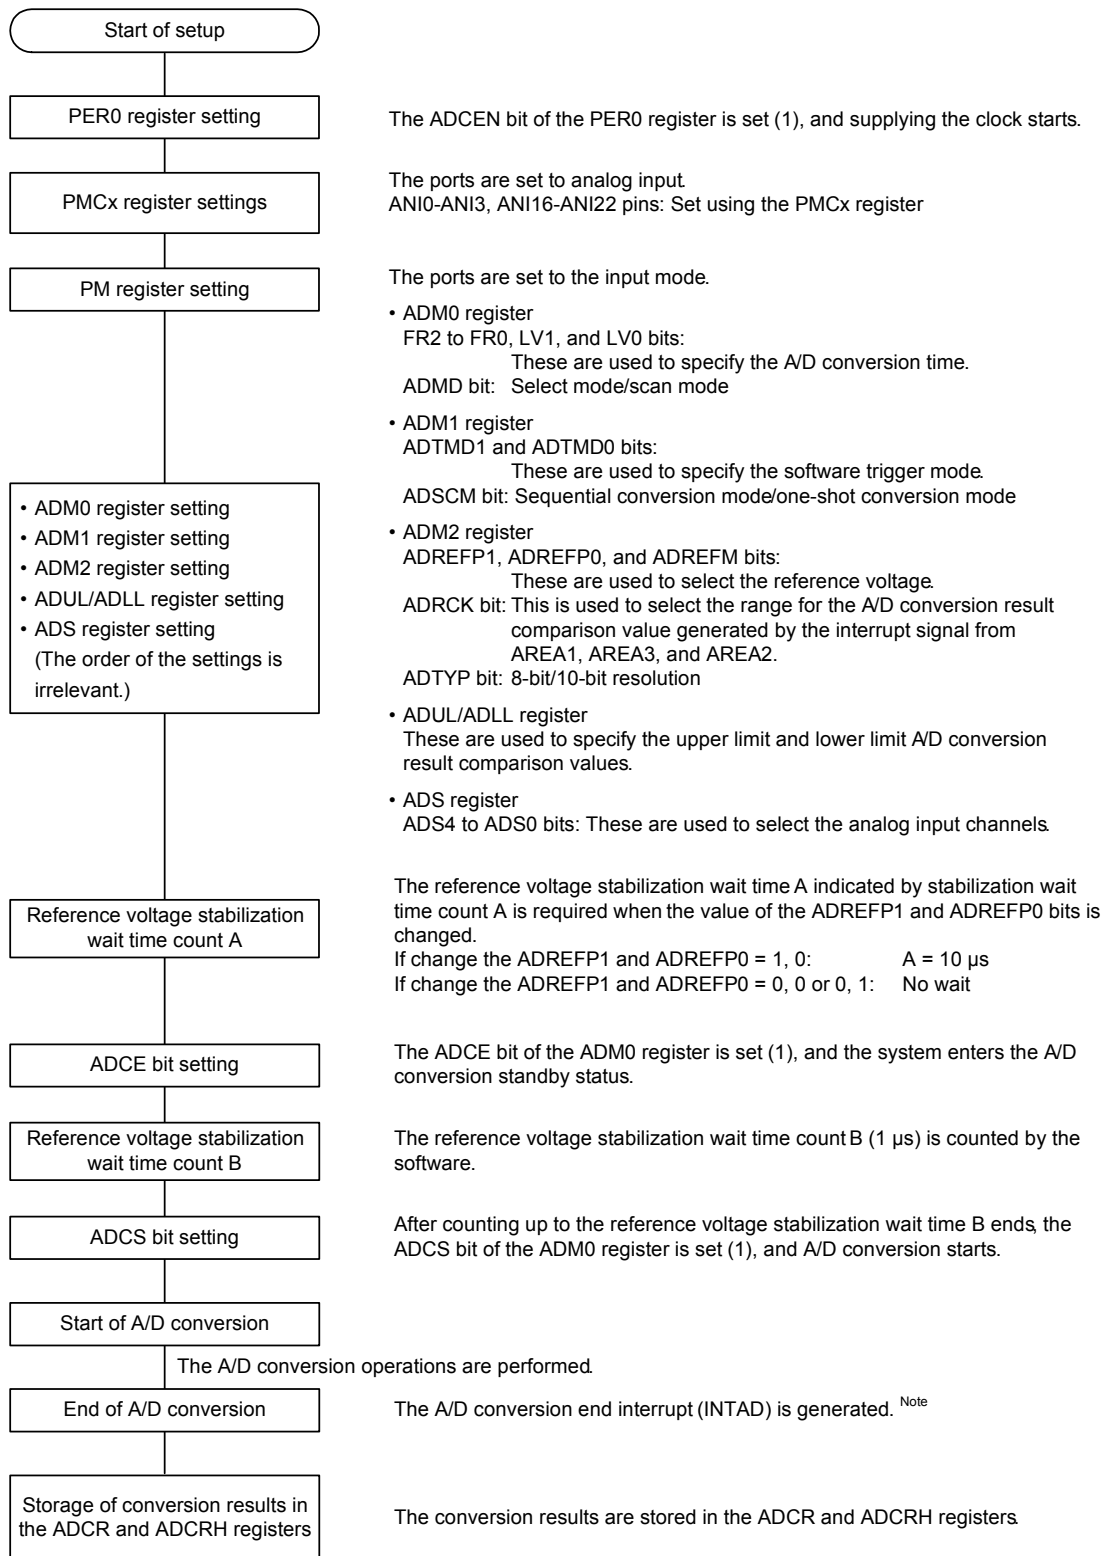 Start of setup
PER0 register setting
The ADCEN bit of the PER0 register is set (1), and supplying the clock starts.
PMCx register settings
The ports are set to analog input.
ANI0-ANI3, ANI16-ANI22 pins: Set using the PMCx register
PM register setting
The ports are set to the input mode.
• ADM0 register setting
• ADM1 register setting
• ADM2 register setting
• ADUL/ADLL register setting
• ADS register setting
(The order of the settings is
irrelevant.)
• ADM0 register
FR2 to FR0, LV1, and LV0 bits:
These are used to specify the A/D conversion time.
ADMD bit: Select mode/scan mode
• ADM1 register
ADTMD1 and ADTMD0 bits:
These are used to specify the software trigger mode.
ADSCM bit: Sequential conversion mode/one-shot conversion mode
• ADM2 register
ADREFP1, ADREFP0, and ADREFM bits:
These are used to select the reference voltage.
ADRCK bit: This is used to select the range for the A/D conversion result
comparison value generated by the interrupt signal from
AREA1, AREA3, and AREA2.
ADTYP bit: 8-bit/10-bit resolution
• ADUL/ADLL register
These are used to specify the upper limit and lower limit A/D conversion
result comparison values.
• ADS register
ADS4 to ADS0 bits: These are used to select the analog input channels.
Reference voltage stabilization
wait time count A
The reference voltage stabilization wait time A indicated by stabilization wait
time count A is required when the value of the ADREFP1 and ADREFP0 bits is
changed.
If change the ADREFP1 and ADREFP0 = 1, 0: A = 10 µs
If change the ADREFP1 and ADREFP0 = 0, 0 or 0, 1: No wait
ADCE bit setting
The ADCE bit of the ADM0 register is set (1), and the system enters the A/D
conversion standby status.
Reference voltage stabilization
wait time count B
The reference voltage stabilization wait time count B (1 µs) is counted by the
software.
ADCS bit setting
After counting up to the reference voltage stabilization wait time B ends, the
ADCS bit of the ADM0 register is set (1), and A/D conversion starts.
Start of A/D conversion
The A/D conversion operations are performed.
End of A/D conversion
The A/D conversion end interrupt (INTAD) is generated. Note
Storage of conversion results in
the ADCR and ADCRH registers
The conversion results are stored in the ADCR and ADCRH registers.